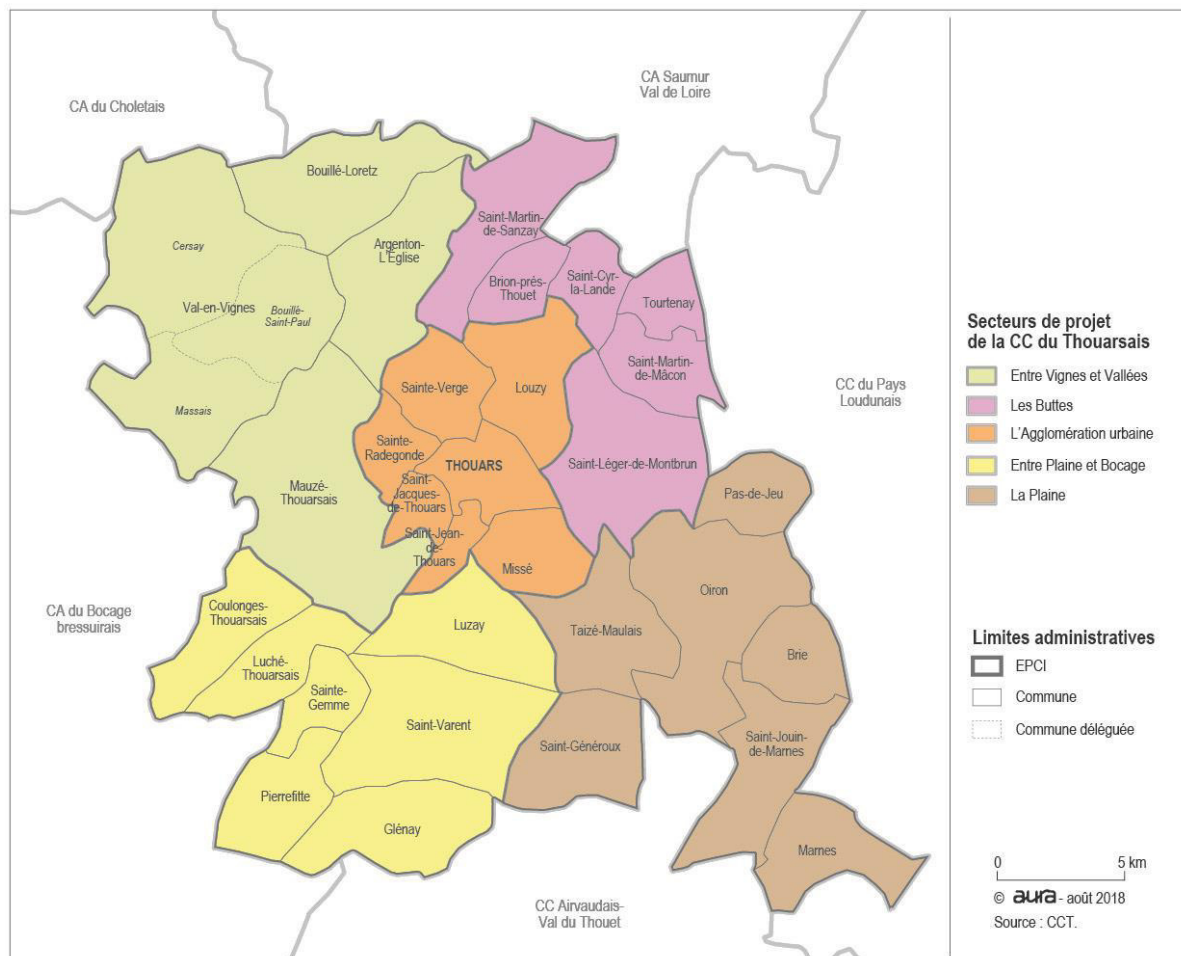 CA du Choletais
CA Saumur
Val de Loire
Bouillé-Loretz
Cersay
Argenton-
L'Église
Val-en-Vignes
Bouillé-
Saint-Paul
Massais
Mauzé-
Thouarsais
Saint-Martin-
de-Sanzay
Brion-près-
Thouet
Saint-Cyr-
la-Lande
Tourtenay
Saint-Martin-
de-Mâcon
Saint-Léger-de-Montbrun
CC du Pays
Loudunais
Sainte-Verge
Louzy
Sainte-
Radegonde
THOUARS
Saint-
Jacques-
de-Thouars
Saint-Jean-
de-
Thouars
Missé
Pas-de-Jeu
Oiron
Taizé-Maulais
Brie
Saint-Jouin-
de-Marnes
Saint-Généroux
Marnes
CA du Bocage
bressuirais
Coulonges-
Thouarsais
Luché-
Thouarsais
Luzay
Sainte-
Gemme
Saint-Varent
Pierrefitte
Glénay
CC Airvaudais-
Val du Thouet
Secteurs de projet
de la CC du Thouarsais
Entre Vignes et Vallées
Les Buttes
L'Agglomération urbaine
Entre Plaine et Bocage
La Plaine
Limites administratives
EPCI
Commune
Commune déléguée
0 5 km
© aura - août 2018
Source : CCT.